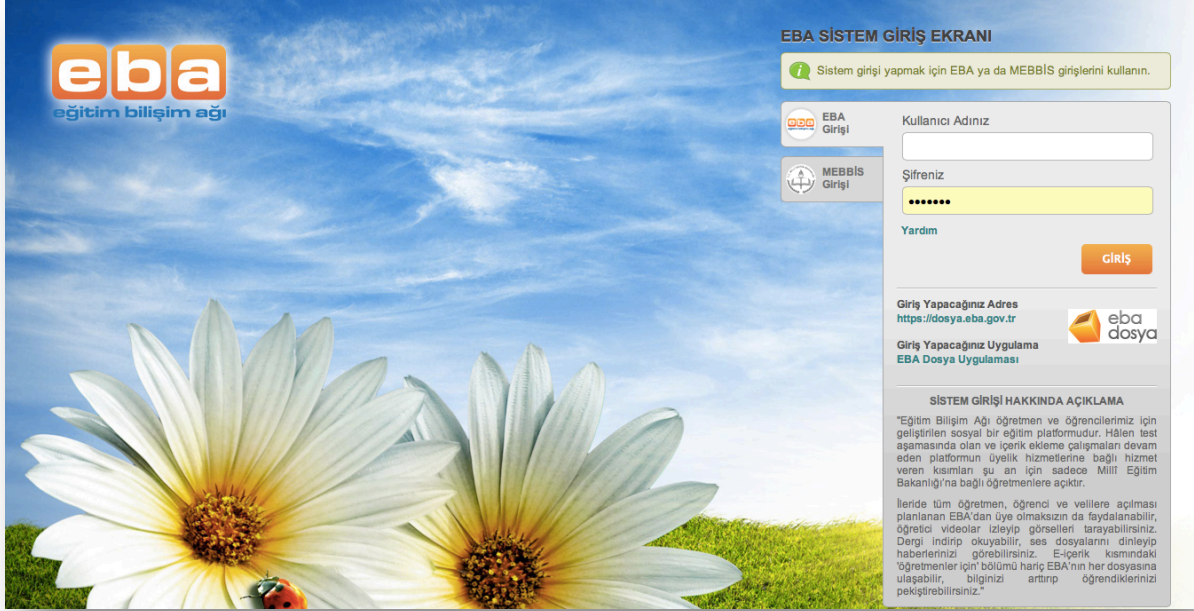 eba
eğitim bilişim ağı
EBA SİSTEM GİRİŞ EKRANI
Sistem girişi yapmak için EBA ya da MEBBİS girişlerini kullanın.
eba
EBA
Girişi
MEBBİS
Girişi
Kullanıcı Adınız
Şifreniz
•••••••
Yardım
GİRİŞ
Giriş Yapacağınız Adres
https://dosya.eba.gov.tr
eba
dosya
Giriş Yapacağınız Uygulama
EBA Dosya Uygulaması
SİSTEM GİRİŞİ HAKKINDA AÇIKLAMA
"Eğitim Bilişim Ağı öğretmen ve öğrencilerimiz için
geliştirilen sosyal bir eğitim platformudur. Hâlen test
aşamasında olan ve içerik ekleme çalışmaları devam
eden platformun üyelik hizmetlerine bağlı hizmet
veren kısımları şu an için sadece Millî Eğitim
Bakanlığı'na bağlı öğretmenlere açıktır.
İleride tüm öğretmen, öğrenci ve velilere açılması
planlanan EBA'dan üye olmaksızın da faydalanabilir,
öğretici videolar izleyip görselleri tarayabilirsiniz.
Dergi indirip okuyabilir, ses dosyalarını dinleyip
haberlerinizi görebilirsiniz. E-içerik kısmındaki
'öğretmenler için' bölümü hariç EBA'nın her dosyasına
ulaşabilir, bilginizi arttırıp öğrendiklerinizi
pekiştirebilirsiniz."